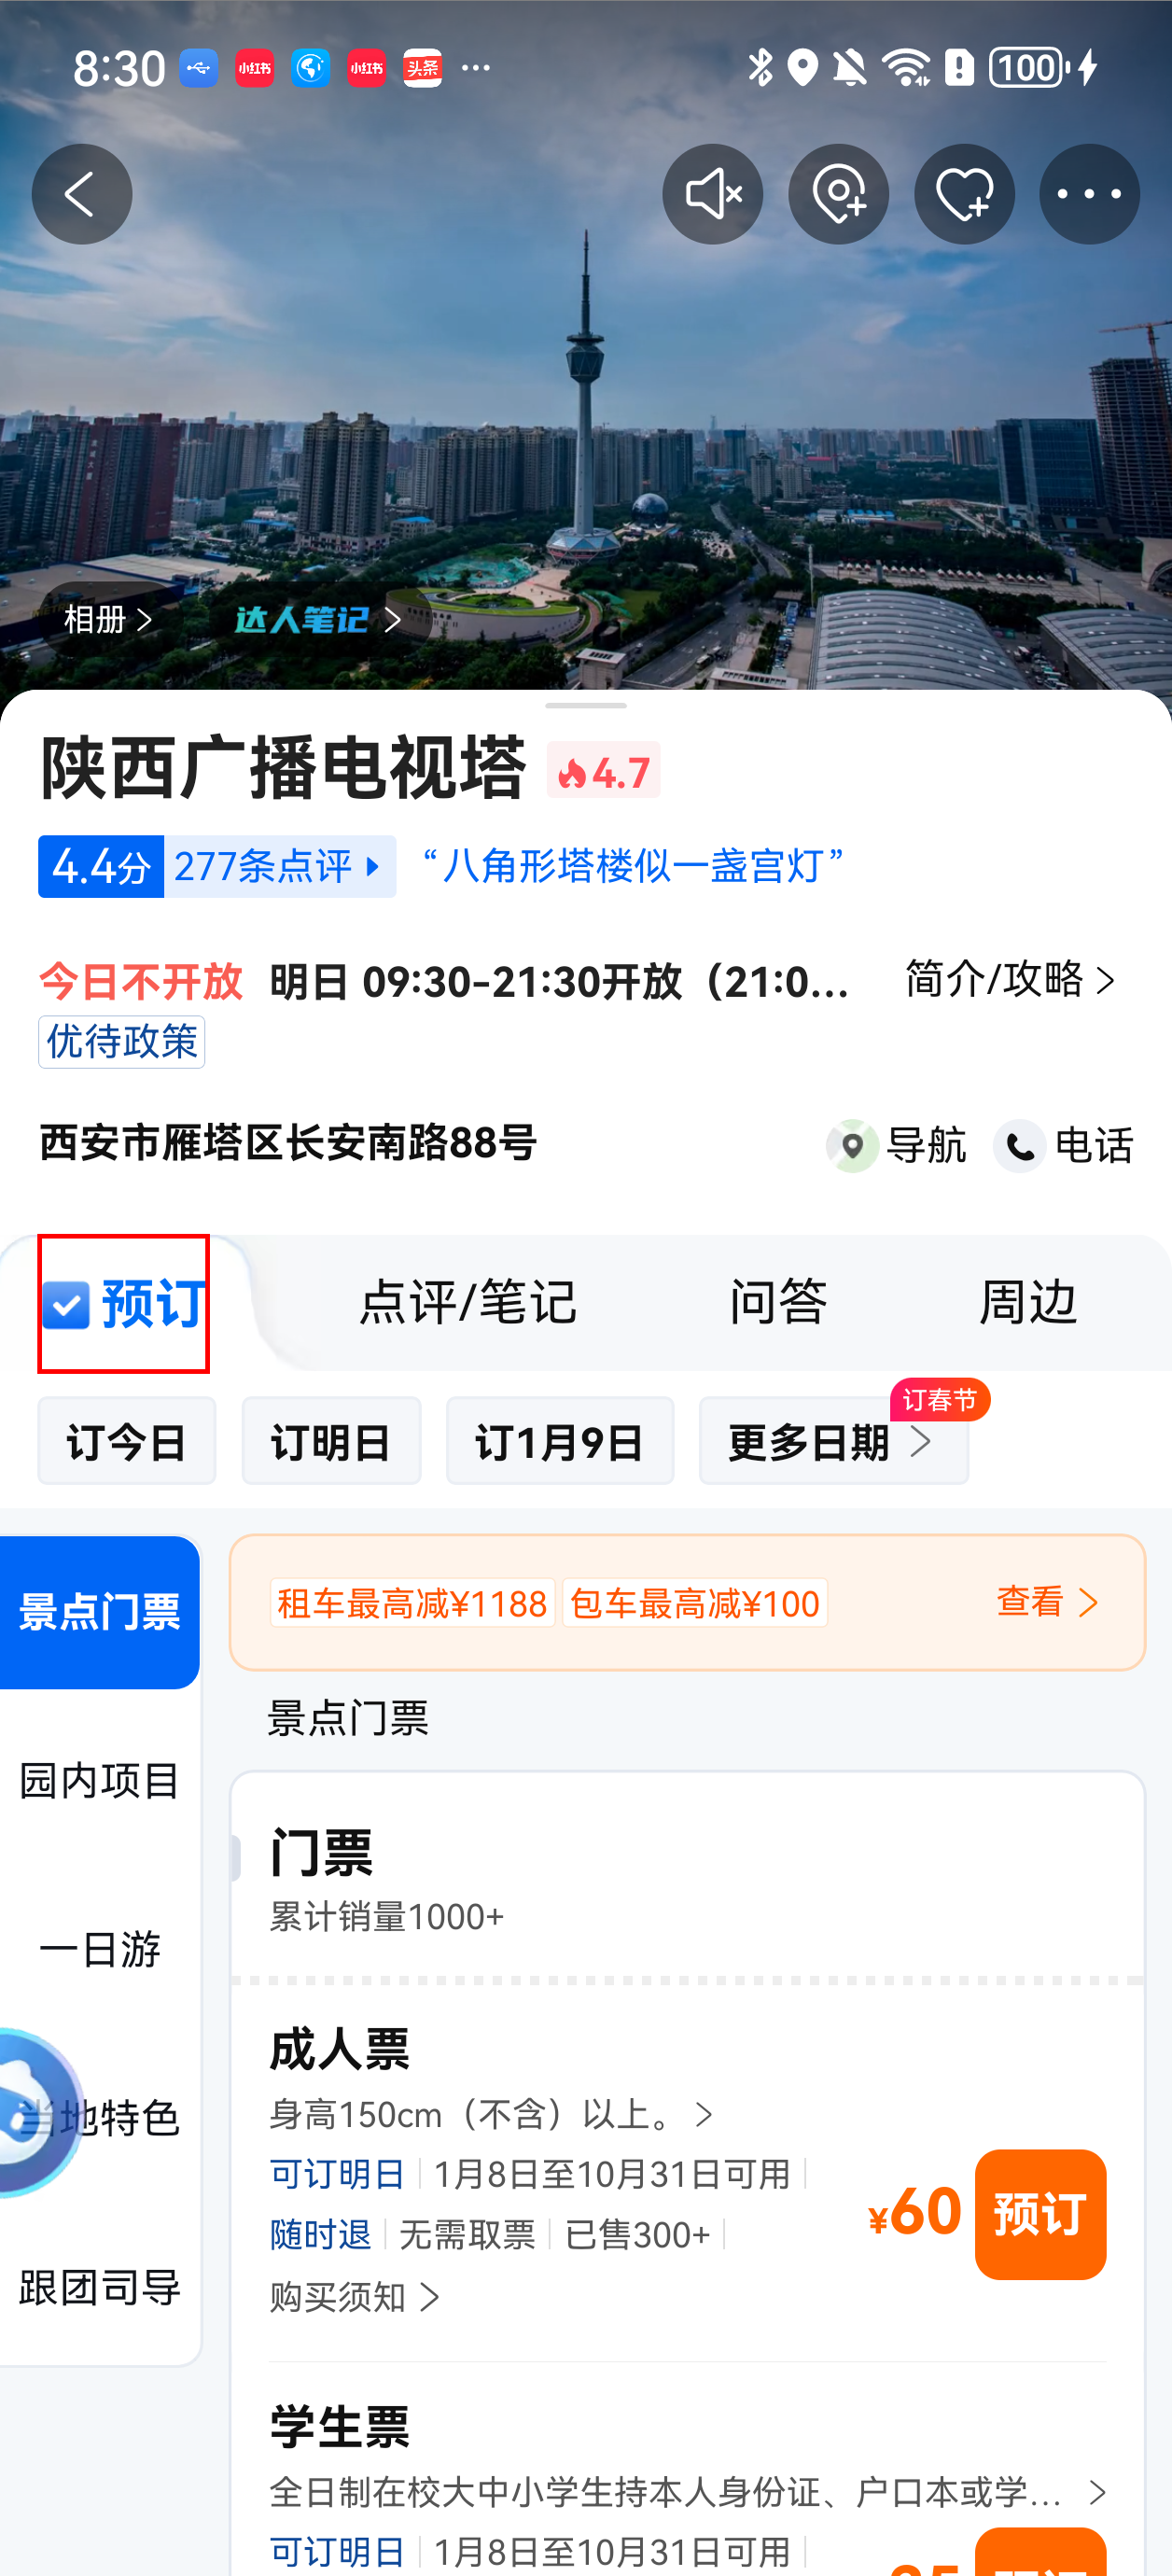 8:30 小红书 小红书 头条 ... 100
相册 > 达人笔记 >
陕西广播电视塔 4.7
4.4分 277条点评 “八角形塔楼似一盏宫灯”
今日不开放 明日 09:30-21:30开放（21:0... 简介/攻略 >
优待政策
西安市雁塔区长安南路88号 导航 电话
预订 点评/笔记 问答 周边
订春节
订今日 订明日 订1月9日 更多日期 >
租车最高减¥1188 包车最高减¥100 查看 >
景点门票
园内项目
一日游
当地特色
跟团司导
景点门票
门票
累计销量1000+
成人票
身高150cm（不含）以上。 >
可订明日 1月8日至10月31日可用
随时退 无需取票 已售300+
购买须知 >
¥60 预订
学生票
全日制在校大中小学生持本人身份证、户口本或学... >
可订明日 1月8日至10月31日可用